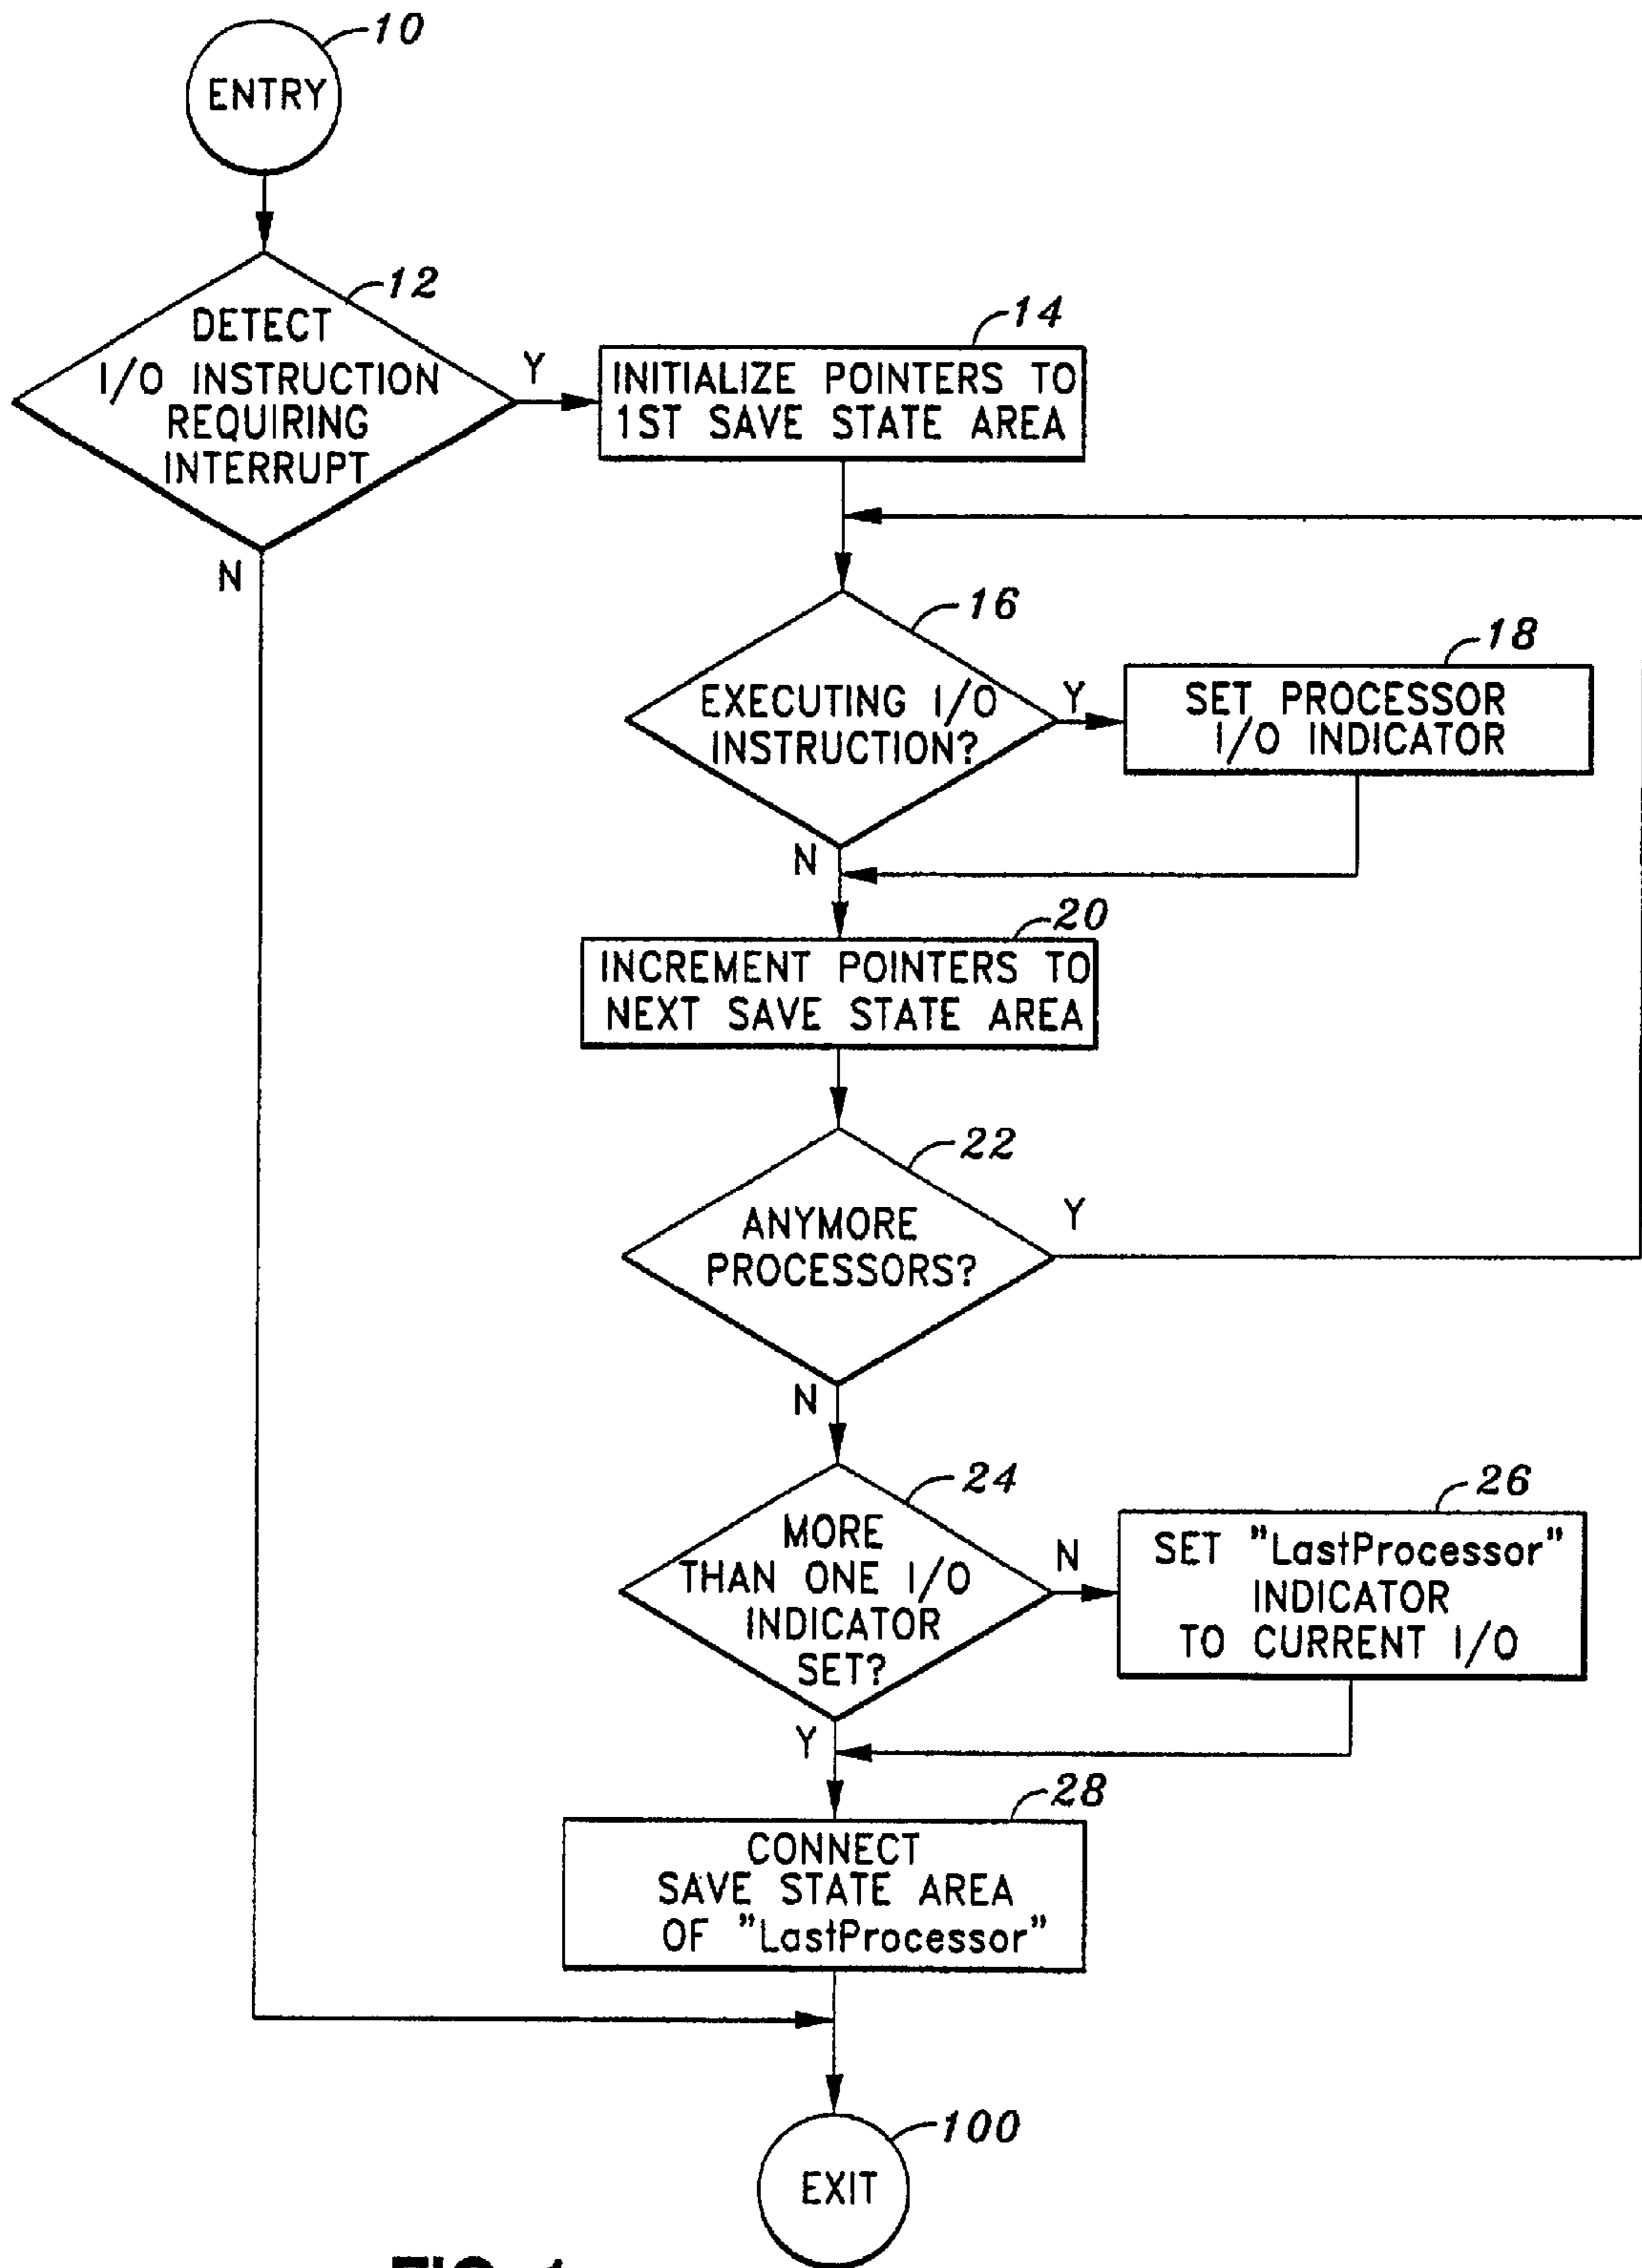 10
ENTRY
12
DETECT
I/O INSTRUCTION
REQUIRING
INTERRUPT
Y
N
14
INITIALIZE POINTERS TO
1ST SAVE STATE AREA
16
EXECUTING I/O
INSTRUCTION?
Y
N
18
SET PROCESSOR
I/O INDICATOR
20
INCREMENT POINTERS TO
NEXT SAVE STATE AREA
22
ANYMORE
PROCESSORS?
Y
N
24
MORE
THAN ONE I/O
INDICATOR
SET?
N
Y
26
SET "LastProcessor"
INDICATOR
TO CURRENT I/O
28
CONNECT
SAVE STATE AREA
OF "LastProcessor"
100
EXIT